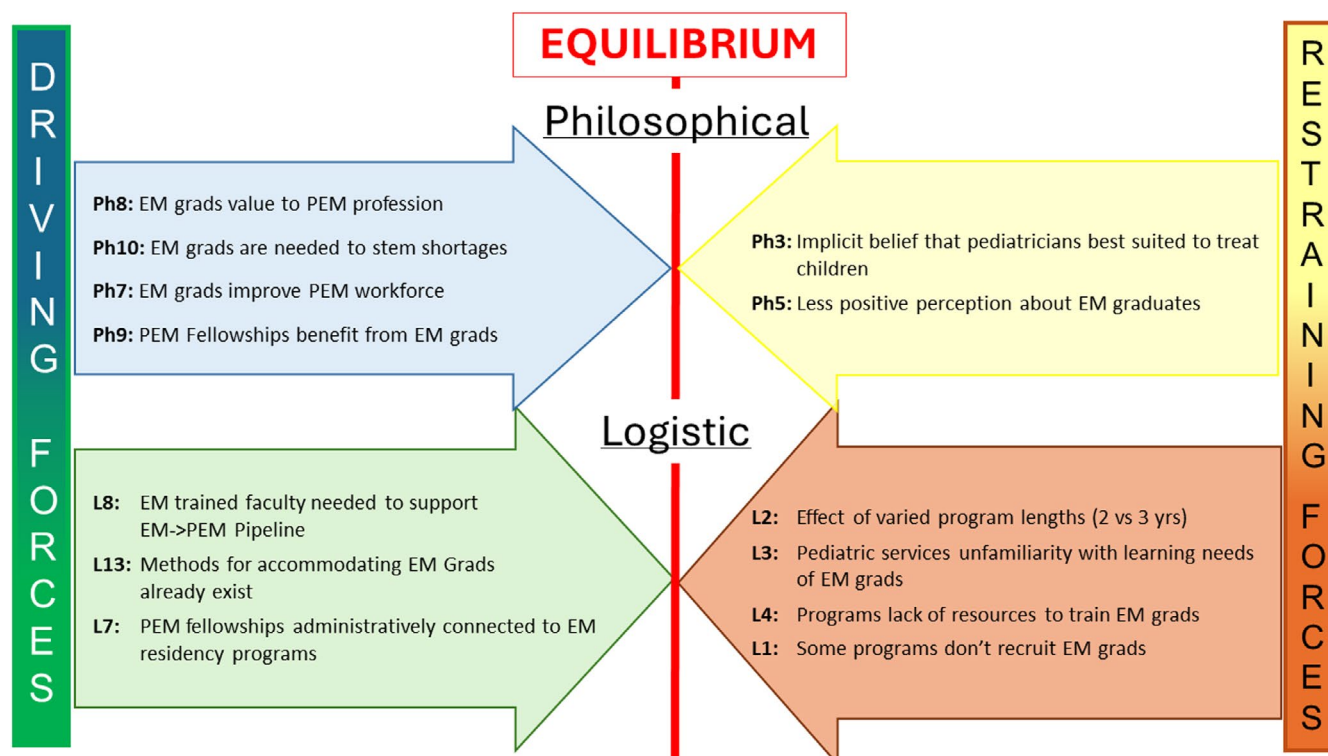 EQUILIBRIUM
DRIVING FORCES
Philosophical
Ph8: EM grads value to PEM profession
Ph10: EM grads are needed to stem shortages
Ph7: EM grads improve PEM workforce
Ph9: PEM Fellowships benefit from EM grads
Ph3: Implicit belief that pediatricians best suited to treat
children
Ph5: Less positive perception about EM graduates
Logistic
L8: EM trained faculty needed to support
EM->PEM Pipeline
L13: Methods for accommodating EM Grads
already exist
L7: PEM fellowships administratively connected to EM
residency programs
L2: Effect of varied program lengths (2 vs 3 yrs)
L3: Pediatric services unfamiliarity with learning needs
of EM grads
L4: Programs lack of resources to train EM grads
L1: Some programs don't recruit EM grads
RESTRAINING FORCES